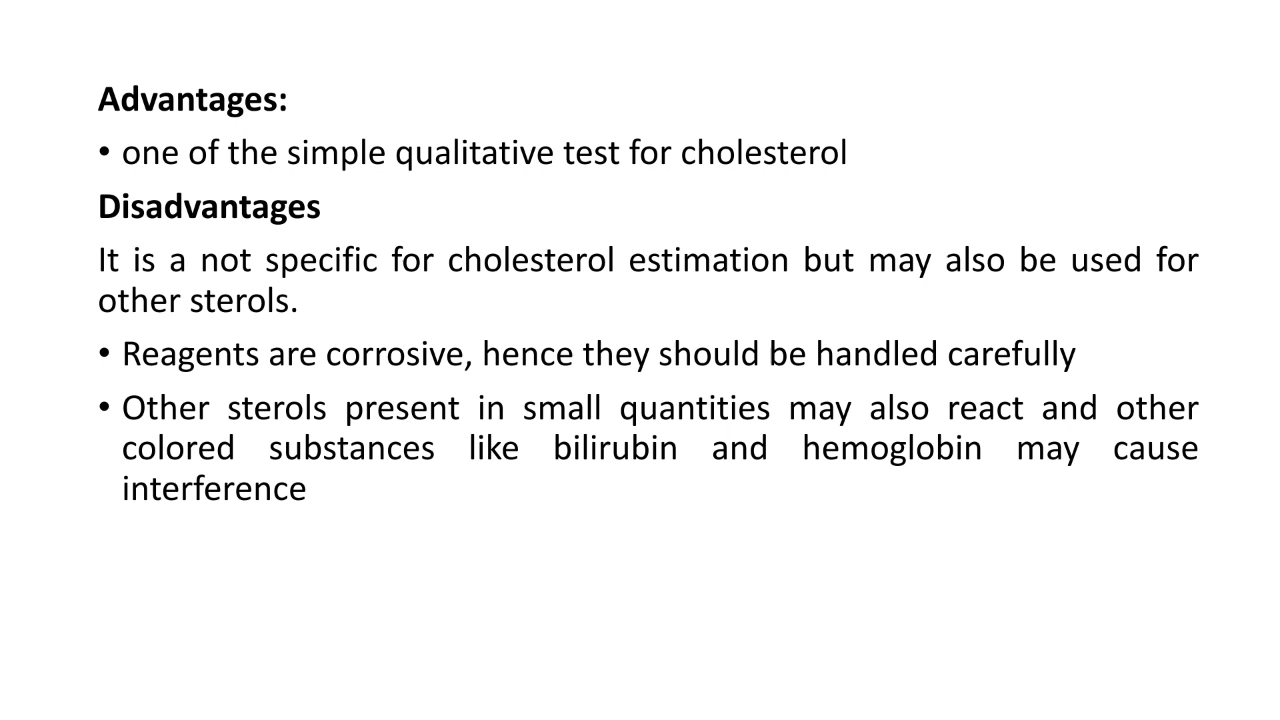 Advantages:
• one of the simple qualitative test for cholesterol
Disadvantages
It is a not specific for cholesterol estimation but may also be used for
other sterols.
• Reagents are corrosive, hence they should be handled carefully
• Other sterols present in small quantities may also react and other
colored substances like bilirubin and hemoglobin may cause
interference